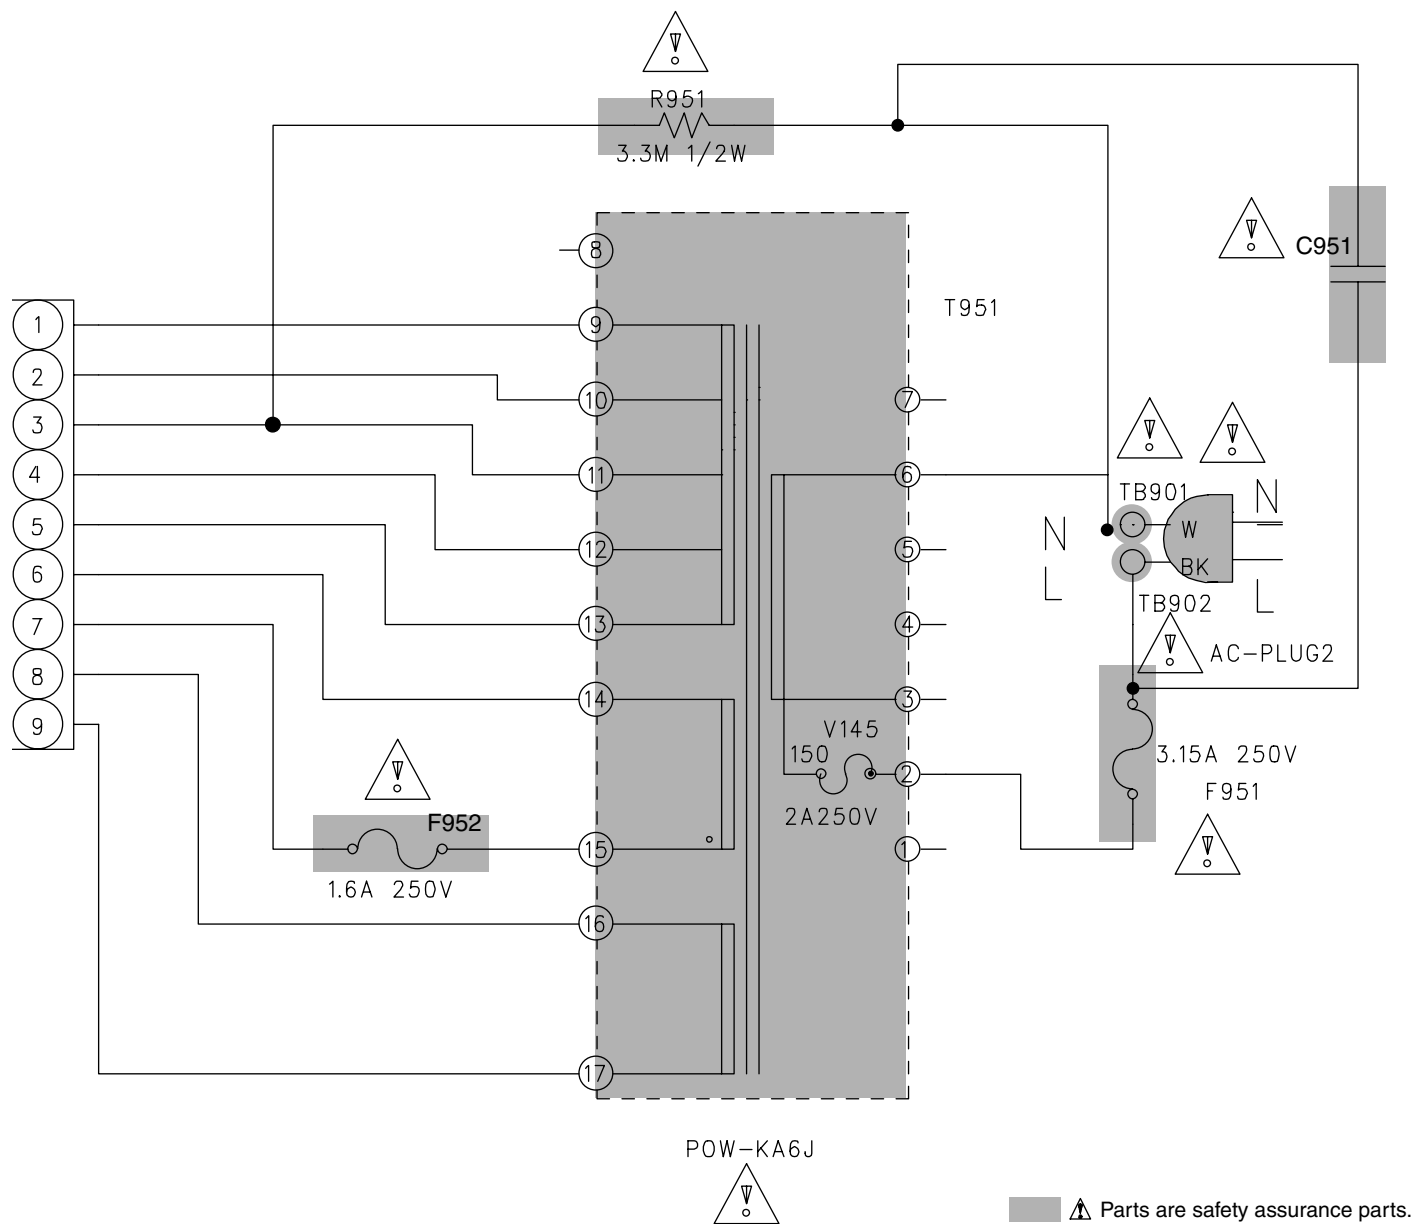 R951
3.3M 1/2W
8
C951
T951
1
9
2
10
7
3
11
6
TB901
N
4
N
W
5
12
5
BK
L
L
6
13
4
TB902
7
AC-PLUG2
8
14
3
9
V145
150
2
3.15A 250V
2A250V
F951
F952
15
1
1.6A 250V
16
17
POW-KA6J
Parts are safety assurance parts.